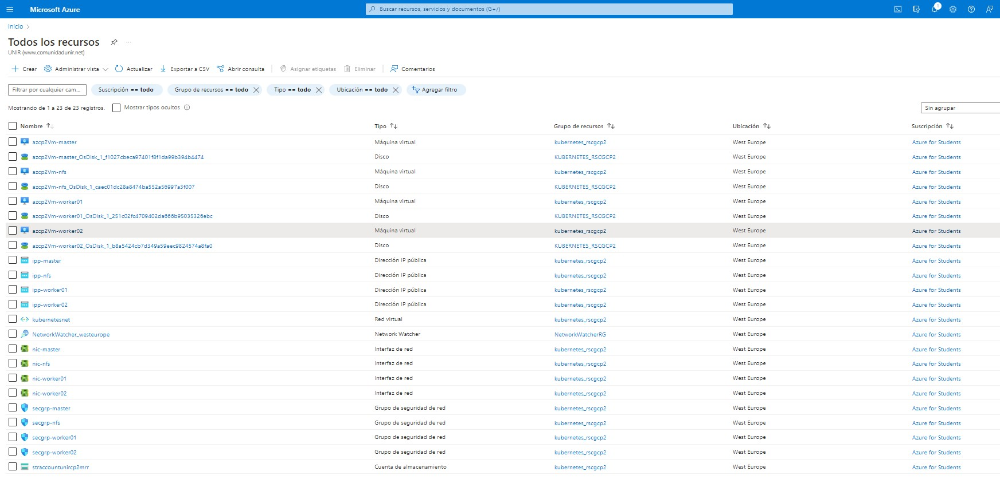 Microsoft Azure
Buscar recursos, servicios y documentos (G+/)
1
Inicio >
Todos los recursos ...
UNIR (www.comunidadunir.net)
Crear Administrar vista Actualizar Exportar a CSV Abrir consulta Asignar etiquetas Eliminar Comentarios
Filtrar por cualquier cam... Suscripción == todo Grupo de recursos == todo Tipo == todo Ubicación == todo Agregar filtro
Mostrando de 1 a 23 de 23 registros. Mostrar tipos ocultos Sin agrupar
Nombre Tipo Grupo de recursos Ubicación Suscripción
azcp2Vm-master Máquina virtual kubernetes_rscgcp2 West Europe Azure for Students
azcp2Vm-master_OsDisk_1_f1027cbeca97401f8f1da99b394b4474 Disco KUBERNETES_RSCGCP2 West Europe Azure for Students
azcp2Vm-nfs Máquina virtual kubernetes_rscgcp2 West Europe Azure for Students
azcp2Vm-nfs_OsDisk_1_caec01dc28a8474ba552a56997a3f007 Disco KUBERNETES_RSCGCP2 West Europe Azure for Students
azcp2Vm-worker01 Máquina virtual kubernetes_rscgcp2 West Europe Azure for Students
azcp2Vm-worker01_OsDisk_1_251c02fc4709402da666b95035326ebc Disco KUBERNETES_RSCGCP2 West Europe Azure for Students
azcp2Vm-worker02 Máquina virtual kubernetes_rscgcp2 West Europe Azure for Students
azcp2Vm-worker02_OsDisk_1_b8a5424cb7d349a59eec9824574a8fa0 Disco KUBERNETES_RSCGCP2 West Europe Azure for Students
ipp-master Dirección IP pública kubernetes_rscgcp2 West Europe Azure for Students
ipp-nfs Dirección IP pública kubernetes_rscgcp2 West Europe Azure for Students
ipp-worker01 Dirección IP pública kubernetes_rscgcp2 West Europe Azure for Students
ipp-worker02 Dirección IP pública kubernetes_rscgcp2 West Europe Azure for Students
kubernetesnet Red virtual kubernetes_rscgcp2 West Europe Azure for Students
NetworkWatcher_westeurope Network Watcher NetworkWatcherRG West Europe Azure for Students
nic-master Interfaz de red kubernetes_rscgcp2 West Europe Azure for Students
nic-nfs Interfaz de red kubernetes_rscgcp2 West Europe Azure for Students
nic-worker01 Interfaz de red kubernetes_rscgcp2 West Europe Azure for Students
nic-worker02 Interfaz de red kubernetes_rscgcp2 West Europe Azure for Students
secgrp-master Grupo de seguridad de red kubernetes_rscgcp2 West Europe Azure for Students
secgrp-nfs Grupo de seguridad de red kubernetes_rscgcp2 West Europe Azure for Students
secgrp-worker01 Grupo de seguridad de red kubernetes_rscgcp2 West Europe Azure for Students
secgrp-worker02 Grupo de seguridad de red kubernetes_rscgcp2 West Europe Azure for Students
straccountunircp2mrr Cuenta de almacenamiento kubernetes_rscgcp2 West Europe Azure for Students